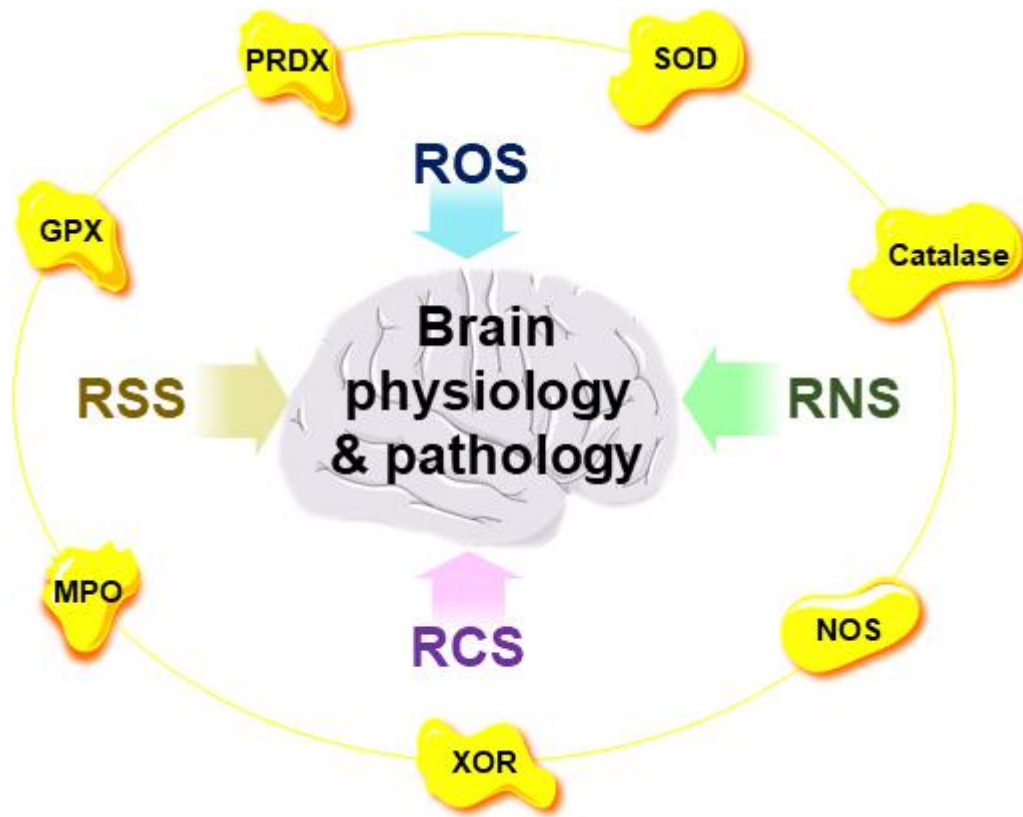 PRDX
SOD
ROS
GPX
Catalase
Brain
physiology
& pathology
RSS
RNS
MPO
NOS
RCS
XOR